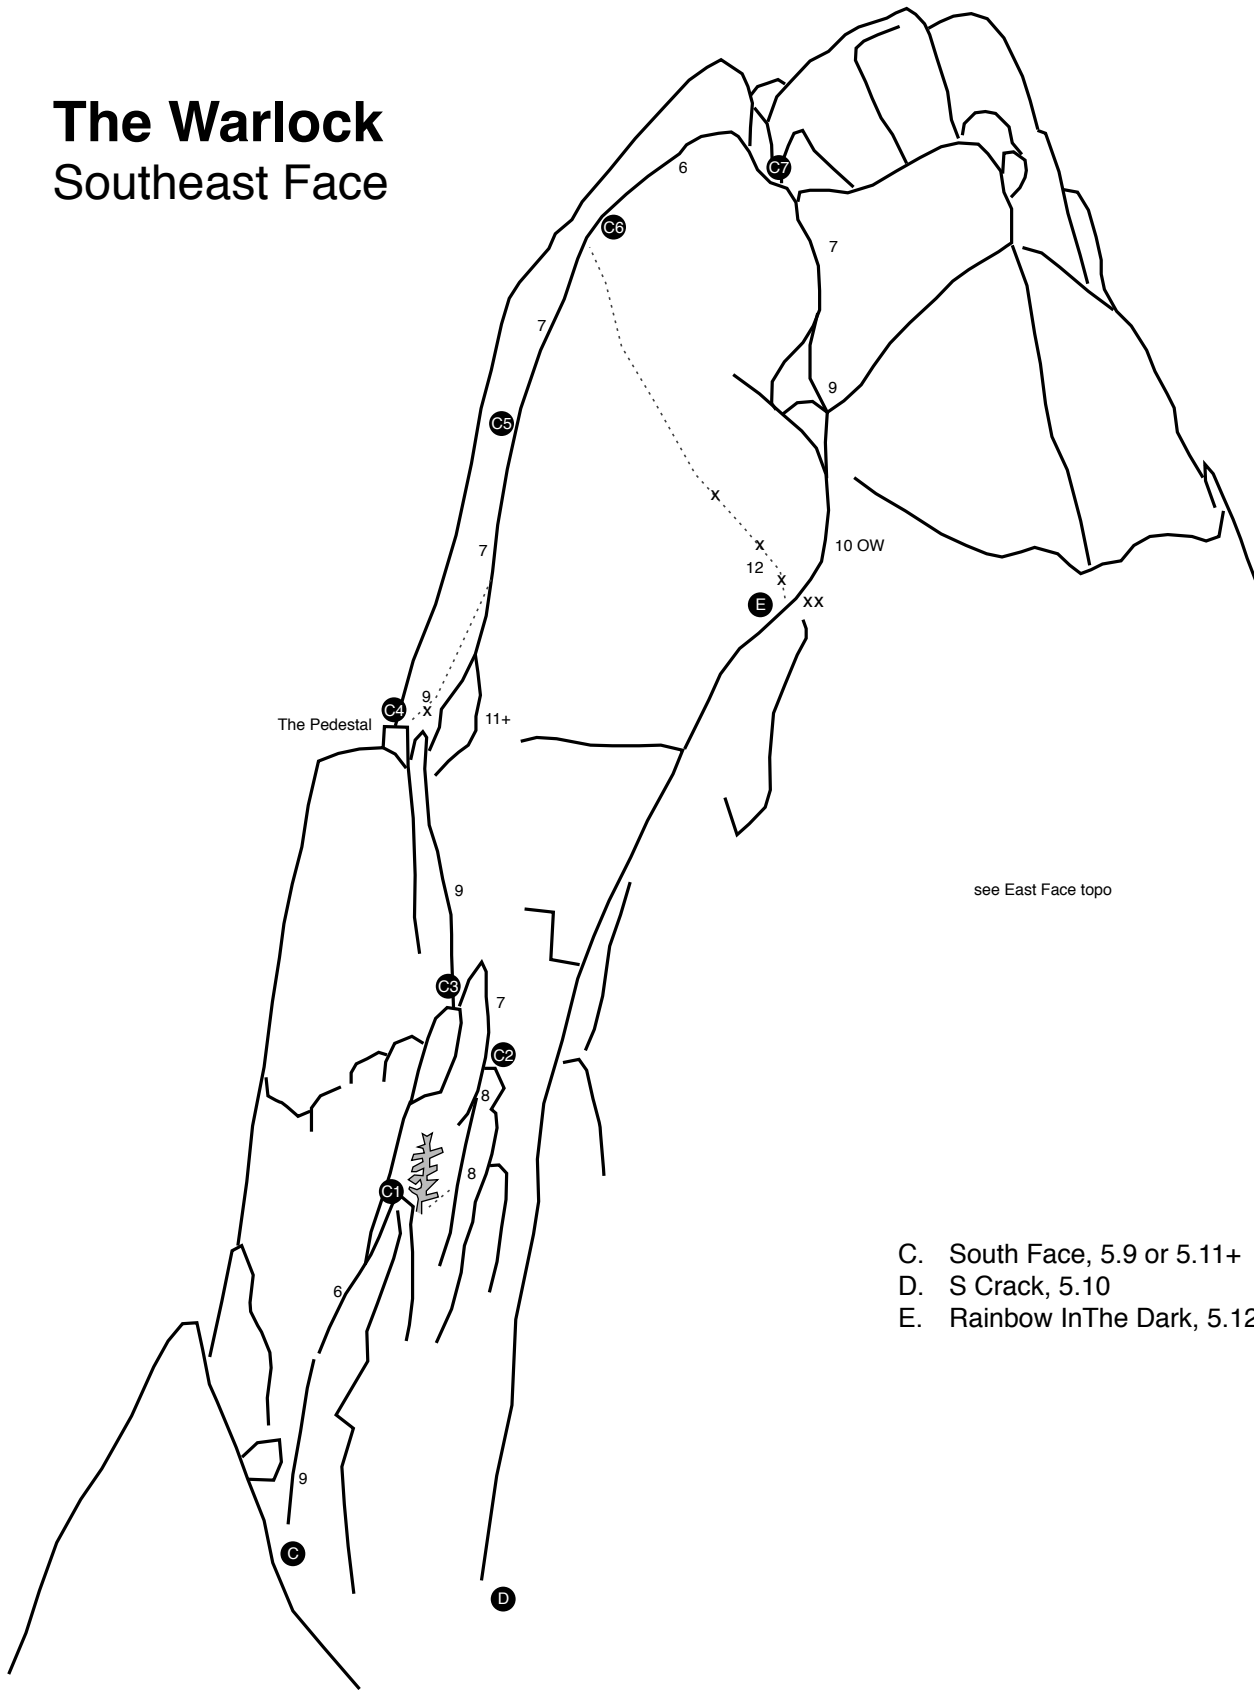 The Warlock
Southeast Face
6
C7
C6
7
7
C5
9
7
10 OW
x
x
12
x
E
xx
9
C4
x
The Pedestal
11+
9
see East Face topo
C3
7
C2
8
8
C1
C. South Face, 5.9 or 5.11+
D. S Crack, 5.10
E. Rainbow InThe Dark, 5.12
6
9
C
D